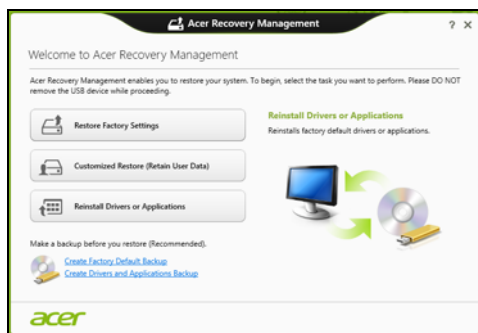 Acer Recovery Management
? ×
Welcome to Acer Recovery Management
Acer Recovery Management enables you to restore your system. To begin, select the task you want to perform. Please DO NOT
remove the USB device while proceeding.
Restore Factory Settings
Customized Restore (Retain User Data)
Reinstall Drivers or Applications
Reinstall Drivers or Applications
Reinstalls factory default drivers or applications.
Make a backup before you restore (Recommended).
Create Factory Default Backup
Create Drivers and Applications Backup
acer